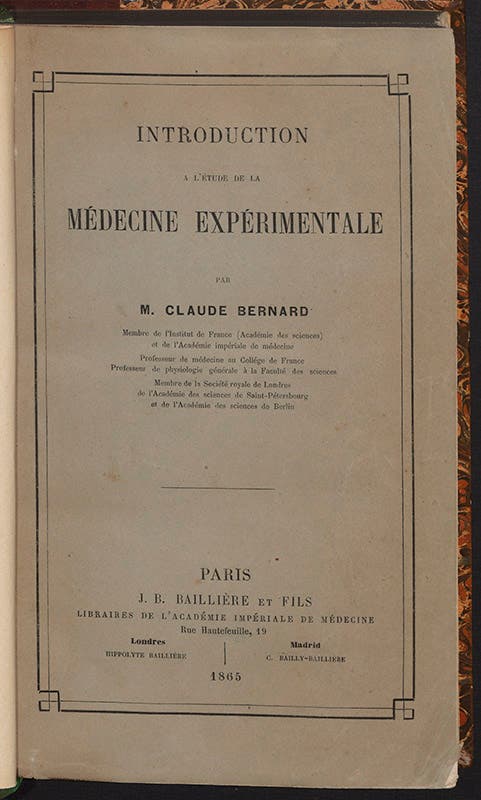 INTRODUCTION
A L'ÉTUDE DE LA
MÉDECINE EXPÉRIMENTALE
PAR
M. CLAUDE BERNARD
Membre de l'Institut de France (Académie des sciences)
et de l'Académie impériale de médecine
Professeur de médecine au Collége de France
Professeur de physiologie générale à la Faculté des sciences
Membre de la Société royale de Londres
de l'Académie des sciences de Saint-Pétersbourg
et de l'Académie des sciences de Berlin
PARIS
J. B. BAILLIÈRE ET FILS
LIBRAIRES DE L'ACADÉMIE IMPÉRIALE DE MÉDECINE
Rue Hautefeuille, 19
Londres
HIPPOLYTE BAILLIÈRE
Madrid
C. BAILLY-BAILLIÈRE
1865